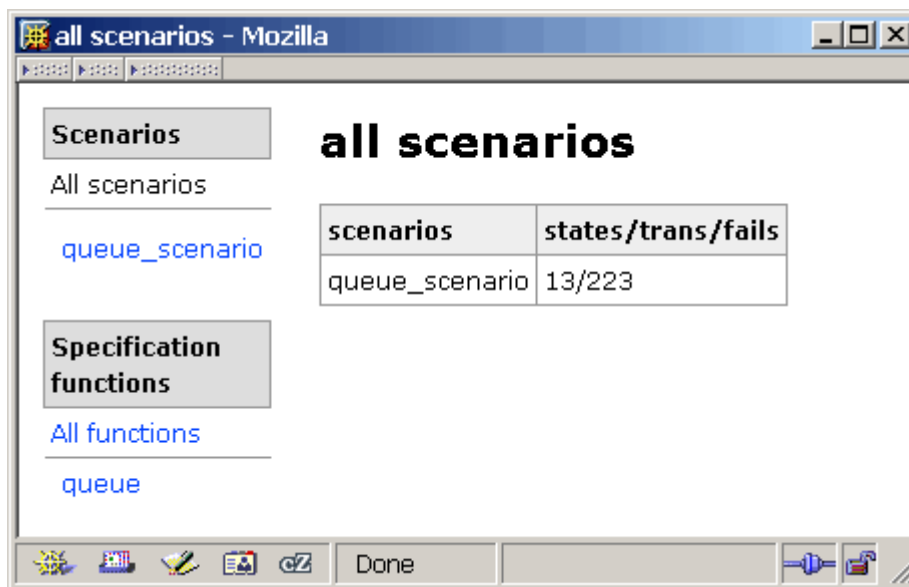 all scenarios - Mozilla
Scenarios
All scenarios
queue_scenario
Specification
functions
All functions
queue
all scenarios
scenarios states/trans/fails
queue_scenario 13/223
Done